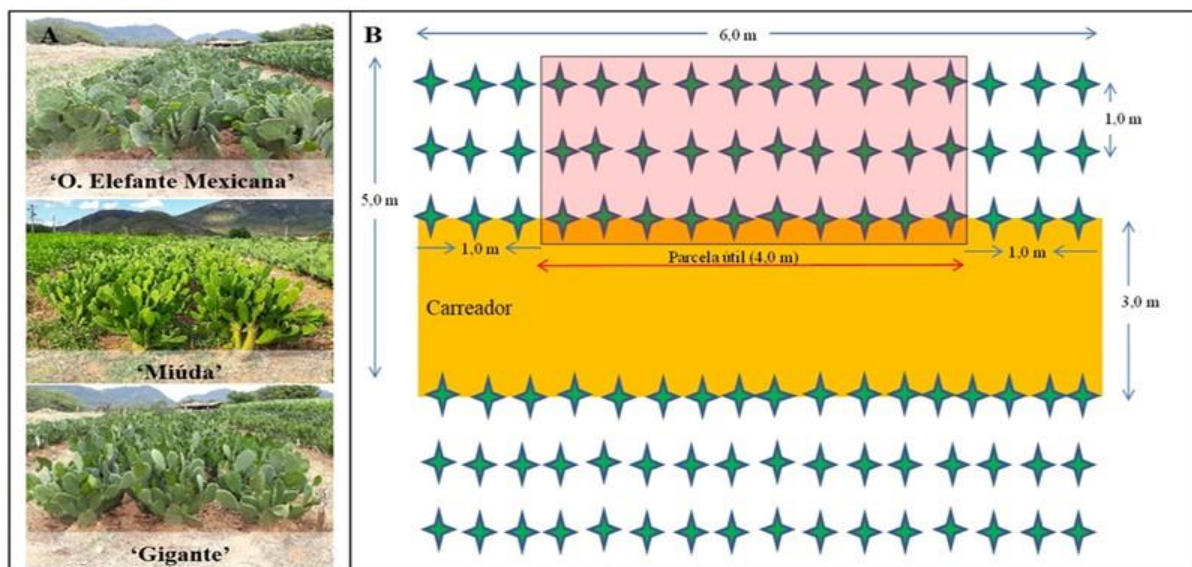 A
'O. Elefante Mexicana'
'Miúda'
'Gigante'
B
6,0 m
1,0 m
5,0 m
1,0 m
Parcela útil (4,0 m)
1,0 m
Carreador
3,0 m